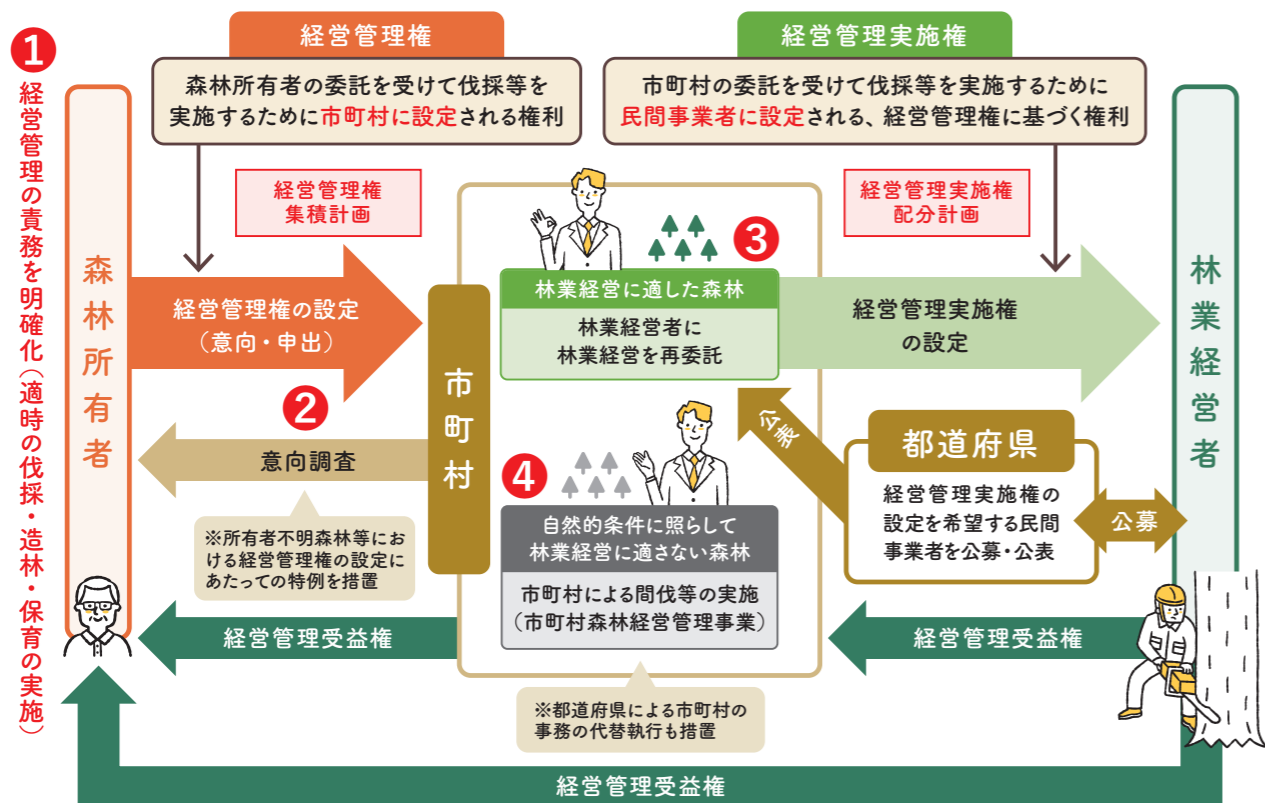 ❶
経営管理の責務を明確化（適時の伐採・造林・保育の実施）
経営管理権
森林所有者の委託を受けて伐採等を
実施するために市町村に設定される権利
経営管理実施権
市町村の委託を受けて伐採等を実施するために
民間事業者に設定される、経営管理権に基づく権利
森林所有者
経営管理権
集積計画
経営管理権の設定
（意向・申出）
❷
意向調査
※所有者不明森林等にお
ける経営管理権の設定に
あたっての特例を措置
経営管理受益権
市町村
❸
林業経営に適した森林
林業経営者に
林業経営を再委託
❹
自然的条件に照らして
林業経営に適さない森林
市町村による間伐等の実施
（市町村森林経営管理事業）
※都道府県による市町村の
事務の代替執行も措置
経営管理実施権
配分計画
経営管理実施権
の設定
公表
都道府県
経営管理実施権の
設定を希望する民間
事業者を公募・公表
公募
経営管理受益権
林業経営者
経営管理受益権